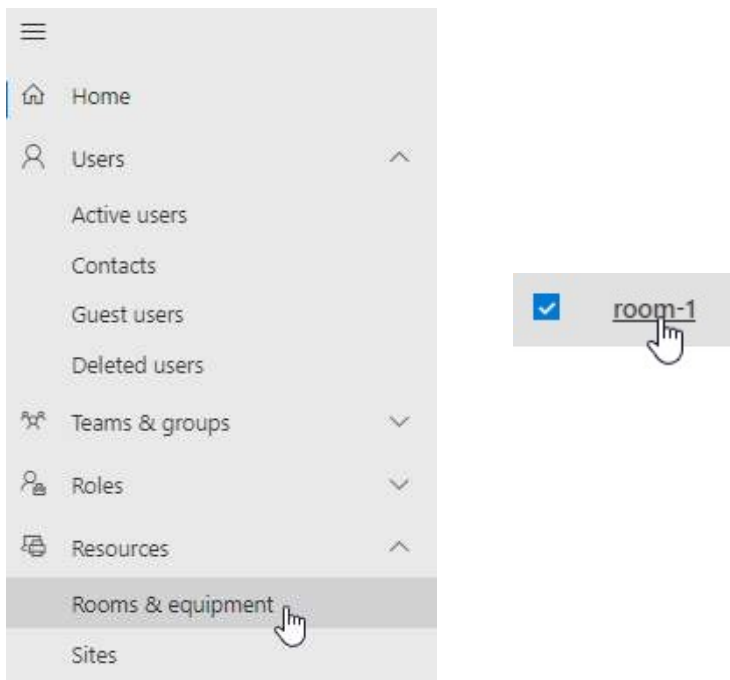 Home
Users
Active users
Contacts
Guest users
Deleted users
Teams & groups
Roles
Resources
Rooms & equipment
Sites
room-1